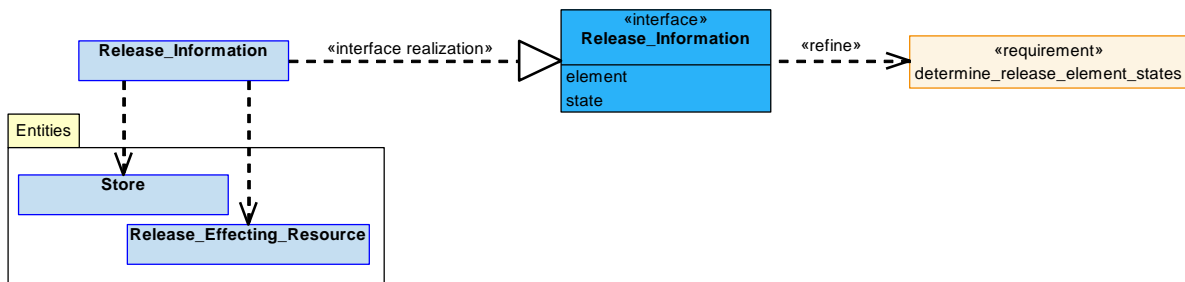 «interface»
Release_Information
element
state
Release_Information
«interface realization»
«refine»
«requirement»
determine_release_element_states
Entities
Store
Release_Effecting_Resource